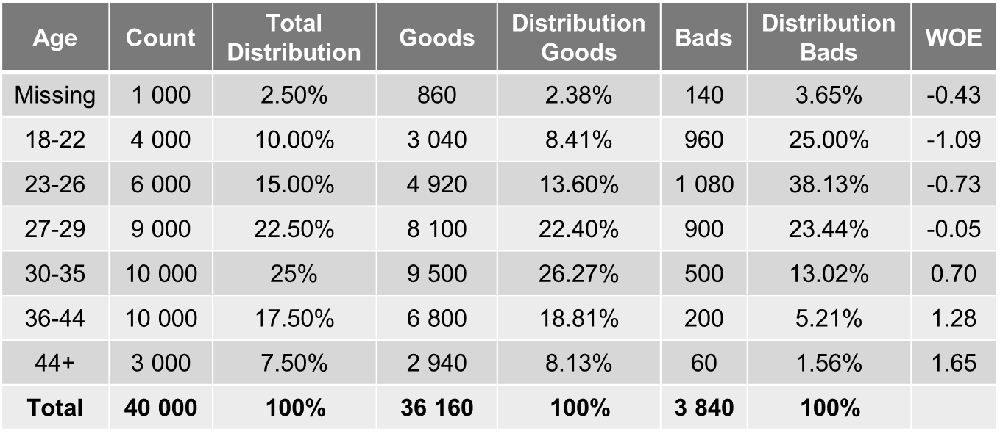 Age Count Total Distribution Goods Distribution Goods Bads Distribution Bads WOE
Missing 1 000 2.50% 860 2.38% 140 3.65% -0.43
18-22 4 000 10.00% 3 040 8.41% 960 25.00% -1.09
23-26 6 000 15.00% 4 920 13.60% 1 080 38.13% -0.73
27-29 9 000 22.50% 8 100 22.40% 900 23.44% -0.05
30-35 10 000 25% 9 500 26.27% 500 13.02% 0.70
36-44 10 000 17.50% 6 800 18.81% 200 5.21% 1.28
44+ 3 000 7.50% 2 940 8.13% 60 1.56% 1.65
Total 40 000 100% 36 160 100% 3 840 100%